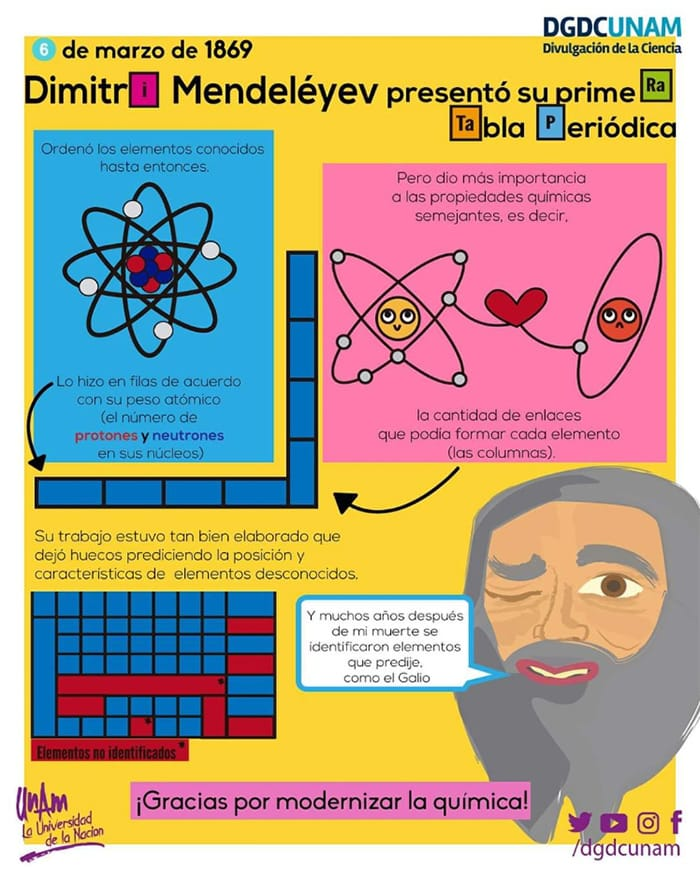 DGDCUNAM
Divulgación de la Ciencia
6 de marzo de 1869
Dimitri Mendeléyev presentó su primeRa
TaBla Periódica
Ordenó los elementos conocidos
hasta entonces.
Lo hizo en filas de acuerdo
con su peso atómico
(el número de
protones y neutrones
en sus núcleos)
Pero dio más importancia
a las propiedades químicas
semejantes, es decir,
la cantidad de enlaces
que podía formar cada elemento
(las columnas).
Su trabajo estuvo tan bien elaborado que
dejó huecos prediciendo la posición y
características de elementos desconocidos.
*
*
Elementos no identificados*
Y muchos años después
de mi muerte se
identificaron elementos
que predije,
como el Galio
¡Gracias por modernizar la química!
UnAm
La Universidad
de la Nacion
/dgdcunam